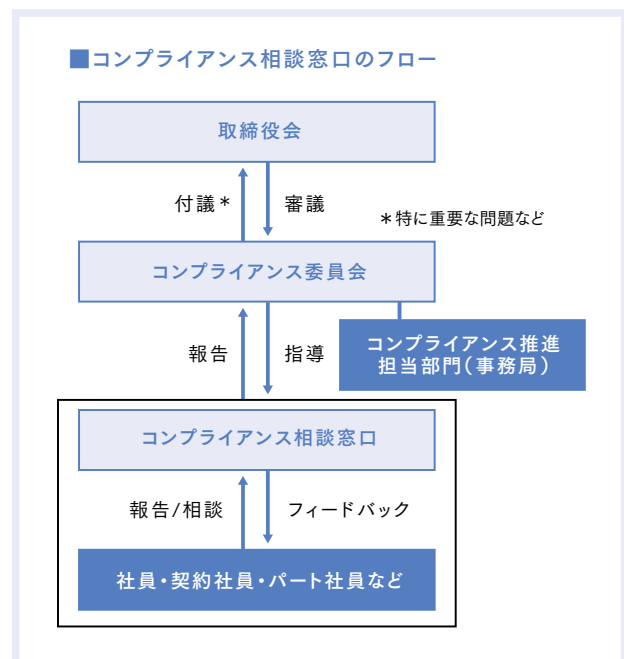 ■コンプライアンス相談窓口のフロー
取締役会
付議* 審議
*特に重要な問題など
コンプライアンス委員会
報告 指導
コンプライアンス推進
担当部門(事務局)
コンプライアンス相談窓口
報告/相談 フィードバック
社員・契約社員・パート社員など